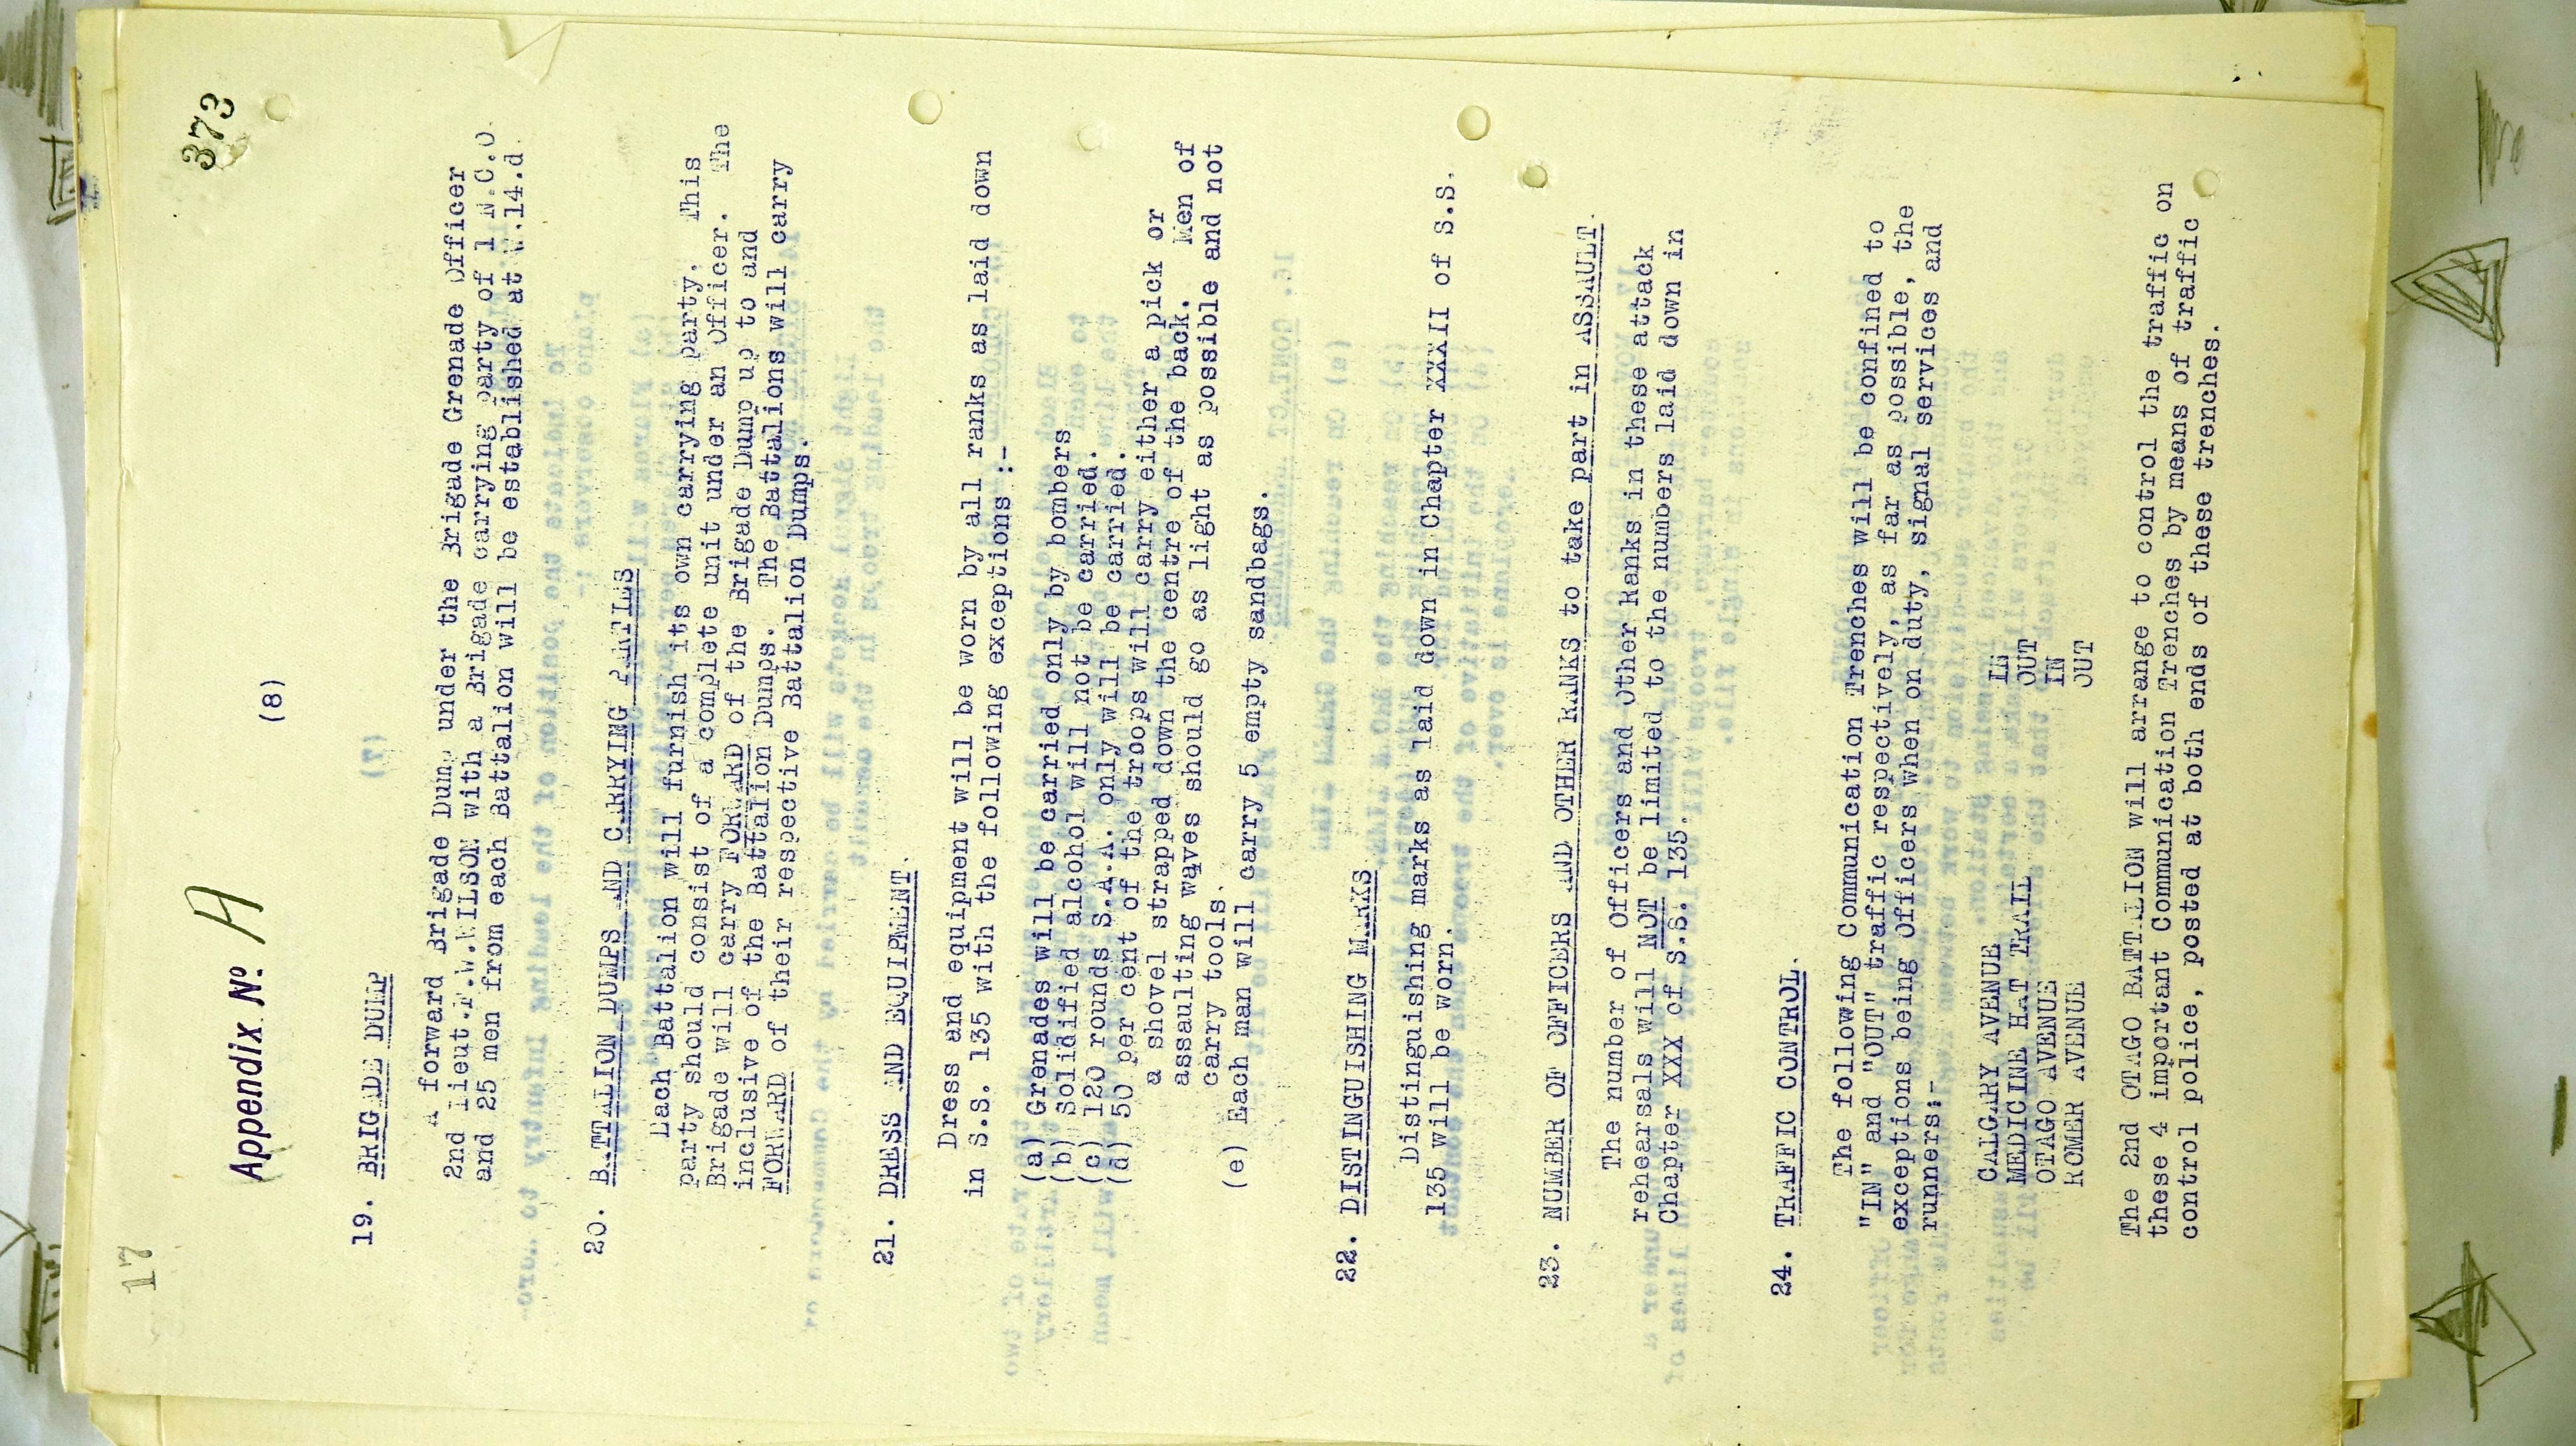 17
373
Appendix Nº. A
(8)
19. BRIGADE DUMP
A forward Brigade Dump under the Brigade Grenade Officer
2nd Lieut. WILSON with a Brigade carrying party of 1 N.C.O.
and 25 men from each Battalion will be established at 14.d.
20. BATTALION DUMPS AND CARRYING PARTIES
Each Battalion will furnish its own carrying party. This
party should consist of a complete unit under an Officer. The
Brigade will carry FORWARD of the Brigade Dump up to and
inclusive of the Battalion Dumps. The Battalions will carry
FORWARD of their respective Battalion Dumps.
21. DRESS AND EQUIPMENT.
Dress and equipment will be worn by all ranks as laid down
in S.S. 135 with the following exceptions :-
(a) Grenades will be carried only by bombers
(b) Solidified alcohol will not be carried.
(c) 120 rounds S.A.A. only will be carried.
(d) 50 per cent of the troops will carry either a pick or
a shovel strapped down the centre of the back. Men of
assaulting waves should go as light as possible and not
carry tools.
(e) Each man will carry 5 empty sandbags.
22. DISTINGUISHING MARKS
Distinguishing marks as laid down in Chapter XXXII of S.S.
135 will be worn.
23. NUMBER OF OFFICERS AND OTHER RANKS to take part in ASSAULT.
The number of Officers and Other Ranks in these attack
rehearsals will NOT be limited to the numbers laid down in
Chapter XXX of S.S. 135.
24. TRAFFIC CONTROL.
The following Communication Trenches will be confined to
"IN" and "OUT" traffic respectively, as far as possible, the
exceptions being Officers when on duty, signal services and
runners:-
CALGARY AVENUE IN
MEDICINE HAT TRAIL OUT
OTAGO AVENUE IN
ROMER AVENUE OUT
The 2nd OTAGO BATTALION will arrange to control the traffic on
these 4 important Communication Trenches by means of traffic
control police, posted at both ends of these trenches.